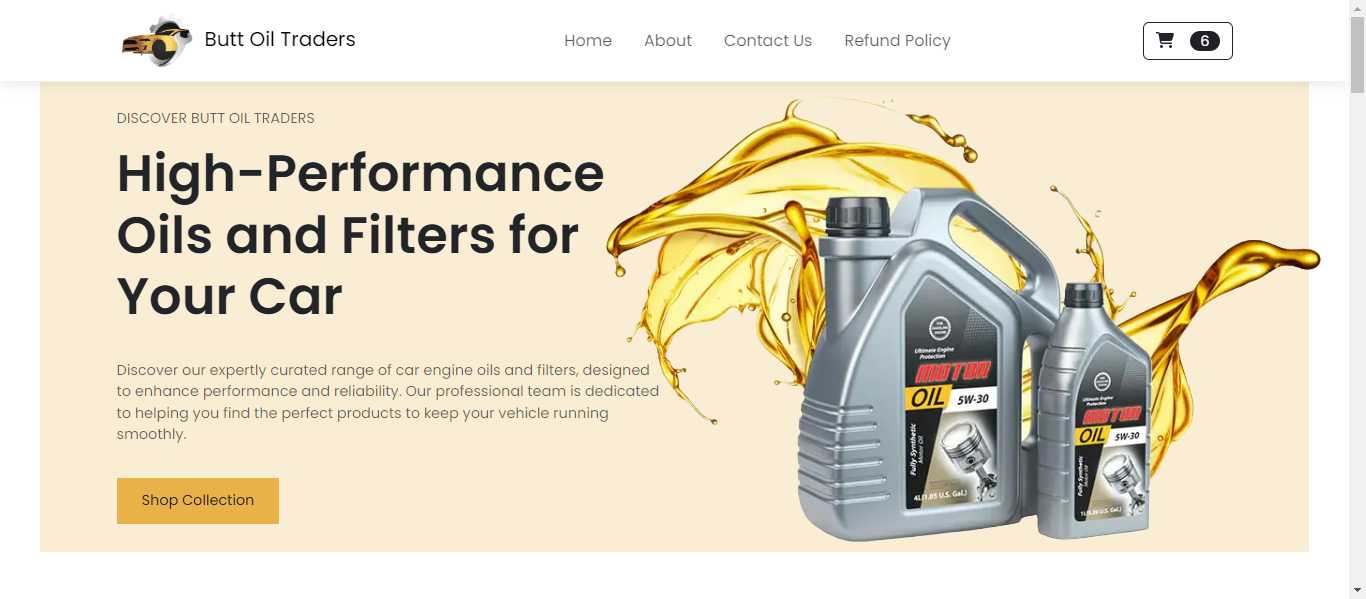 Butt Oil Traders
Home
About
Contact Us
Refund Policy
6
DISCOVER BUTT OIL TRADERS
High-Performance
Oils and Filters for
Your Car
Discover our expertly curated range of car engine oils and filters, designed
to enhance performance and reliability. Our professional team is dedicated
to helping you find the perfect products to keep your vehicle running
smoothly.
Shop Collection
Ultimate Engine
Protection
MOTOR
OIL 5W-30
Fully Synthetic
Motor Oil
4L(1.05 U.S. Gal.)
Ultimate Engine
Protection
MOTOR
OIL 5W-30
Fully Synthetic
Motor Oil
1L(0.26 U.S. Gal.)